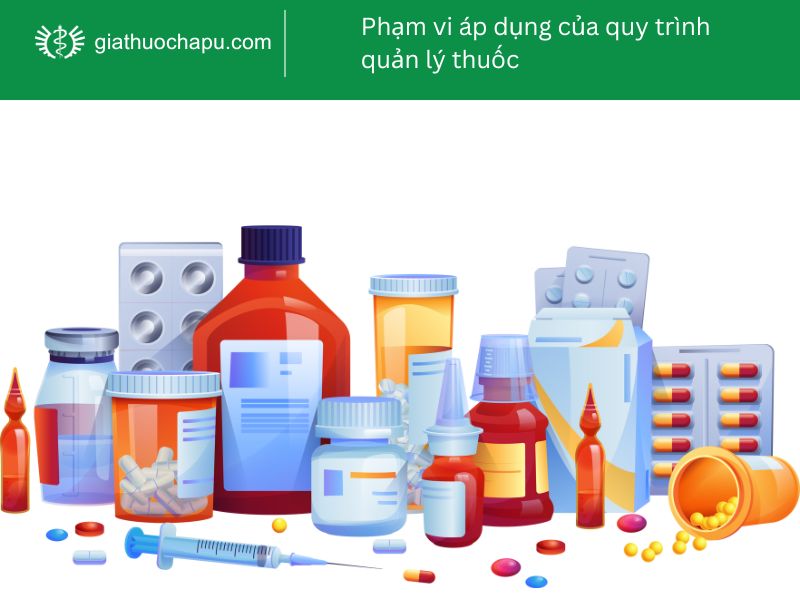 giathuochapu.com
Phạm vi áp dụng của quy trình
quản lý thuốc